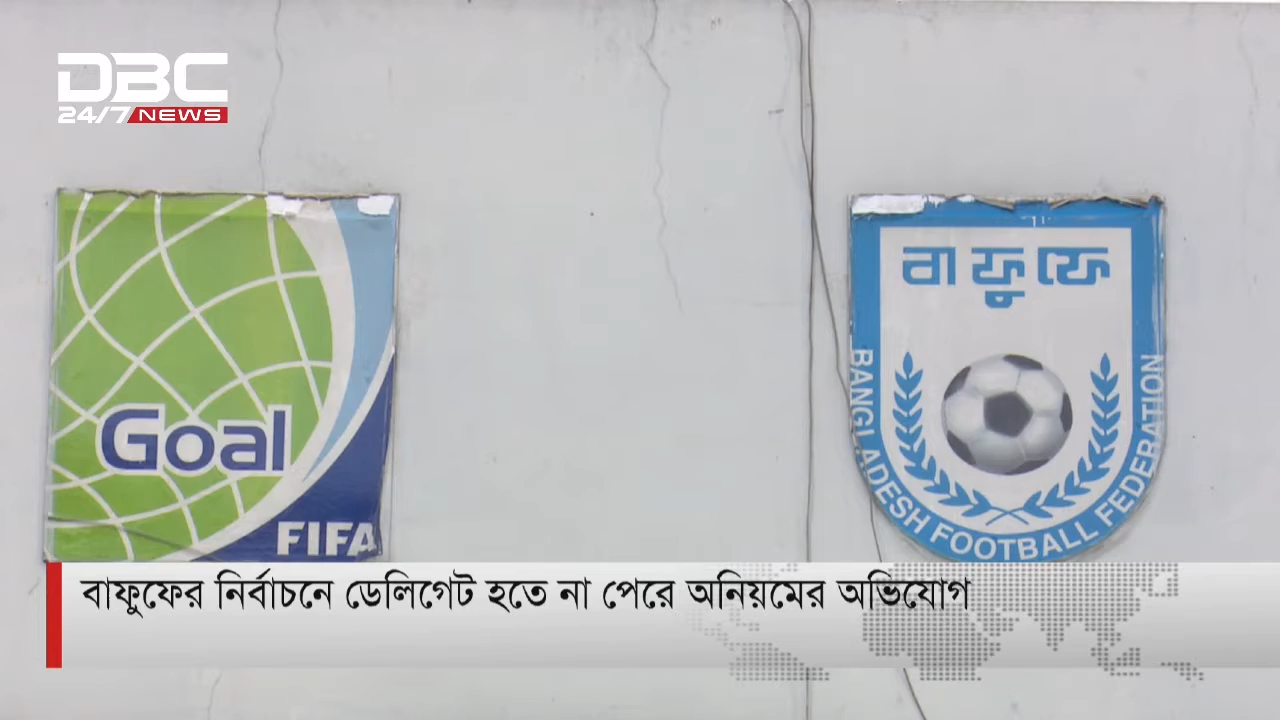 DBC
24/7 NEWS
Goal
FIFA
বাফুফে
BANGLADESH FOOTBALL FEDERATION
বাফুফের নির্বাচনে ডেলিগেট হতে না পেরে অনিয়মের অভিযোগ